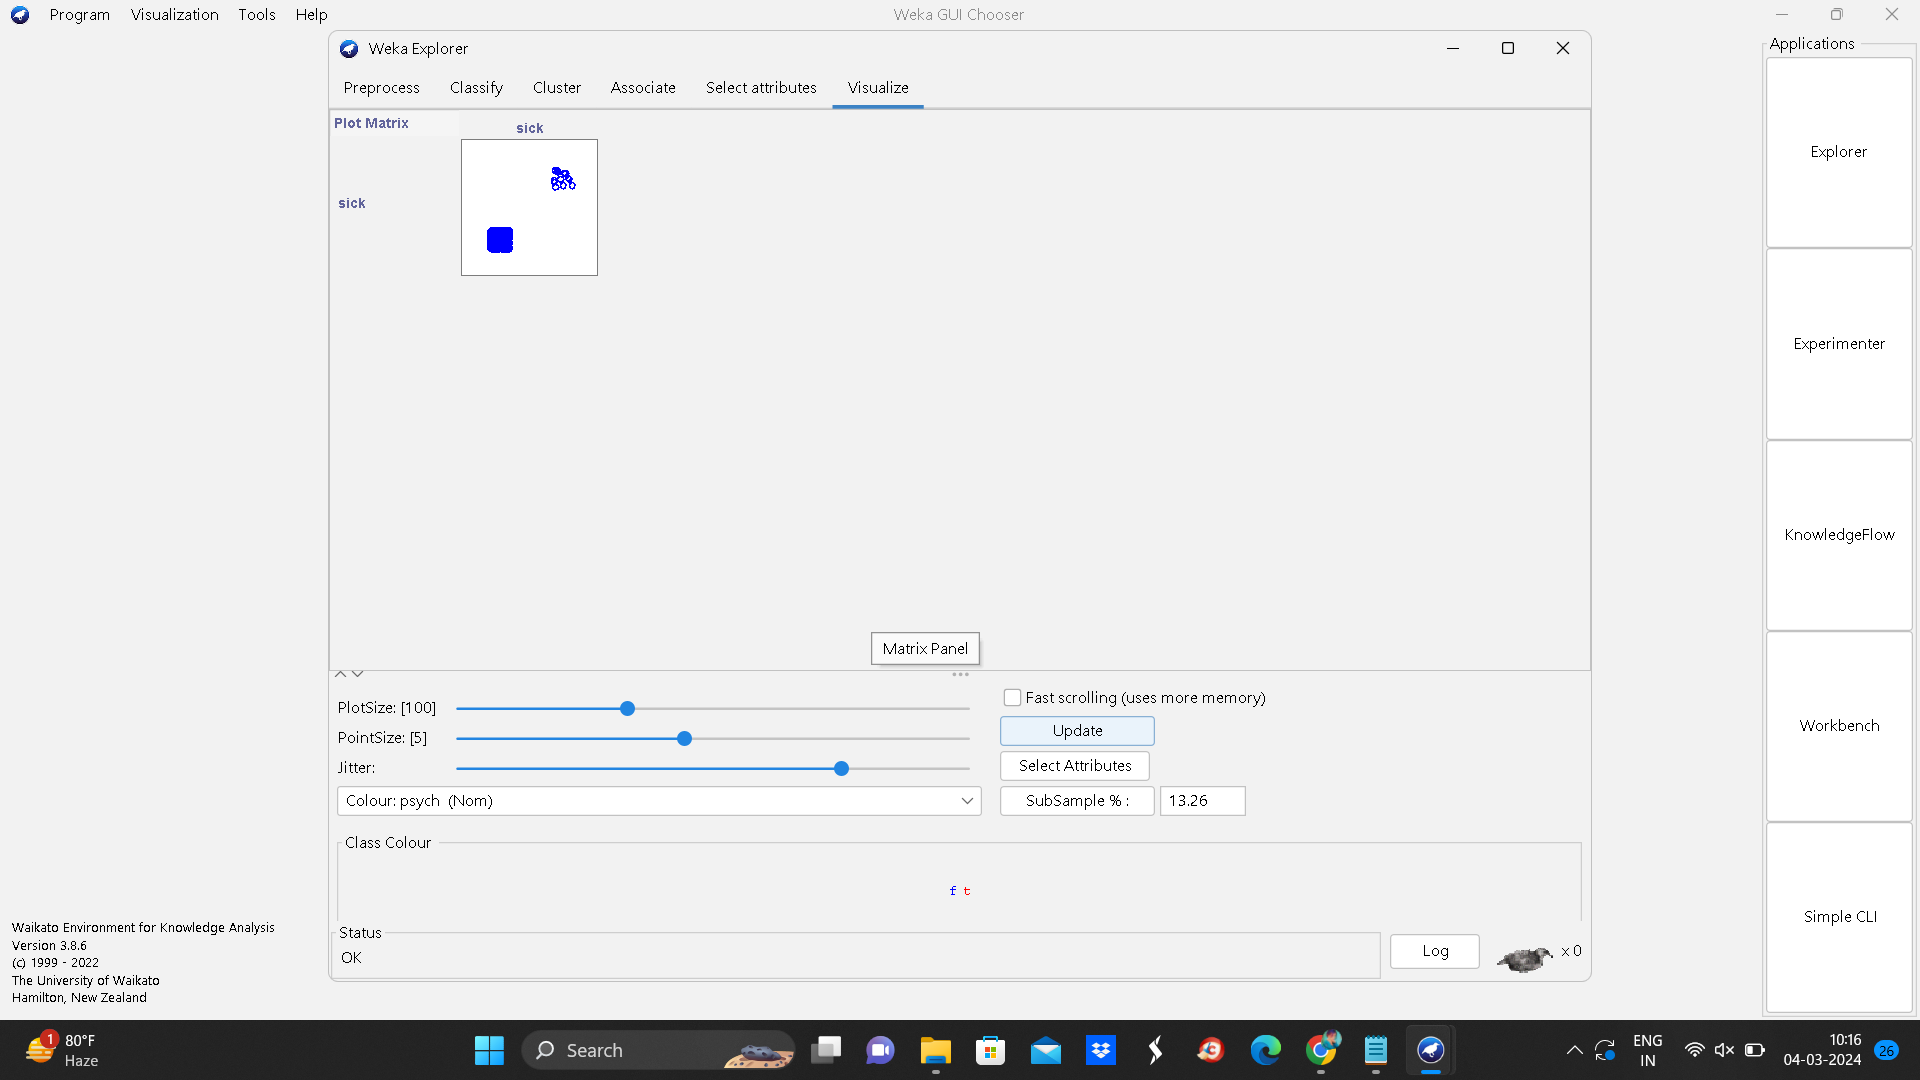 Program Visualization Tools Help
Weka GUI Chooser
Weka Explorer
Preprocess Classify Cluster Associate Select attributes Visualize
Plot Matrix
sick
sick
Matrix Panel
PlotSize: [100]
PointSize: [5]
Jitter:
Colour: psych (Nom)
Fast scrolling (uses more memory)
Update
Select Attributes
SubSample % : 13.26
Class Colour
f t
Status
OK
Log
x 0
Applications
Explorer
Experimenter
KnowledgeFlow
Workbench
Simple CLI
Waikato Environment for Knowledge Analysis
Version 3.8.6
(c) 1999 - 2022
The University of Waikato
Hamilton, New Zealand
1
80°F
Haze
Search
ENG
IN
10:16
04-03-2024
26